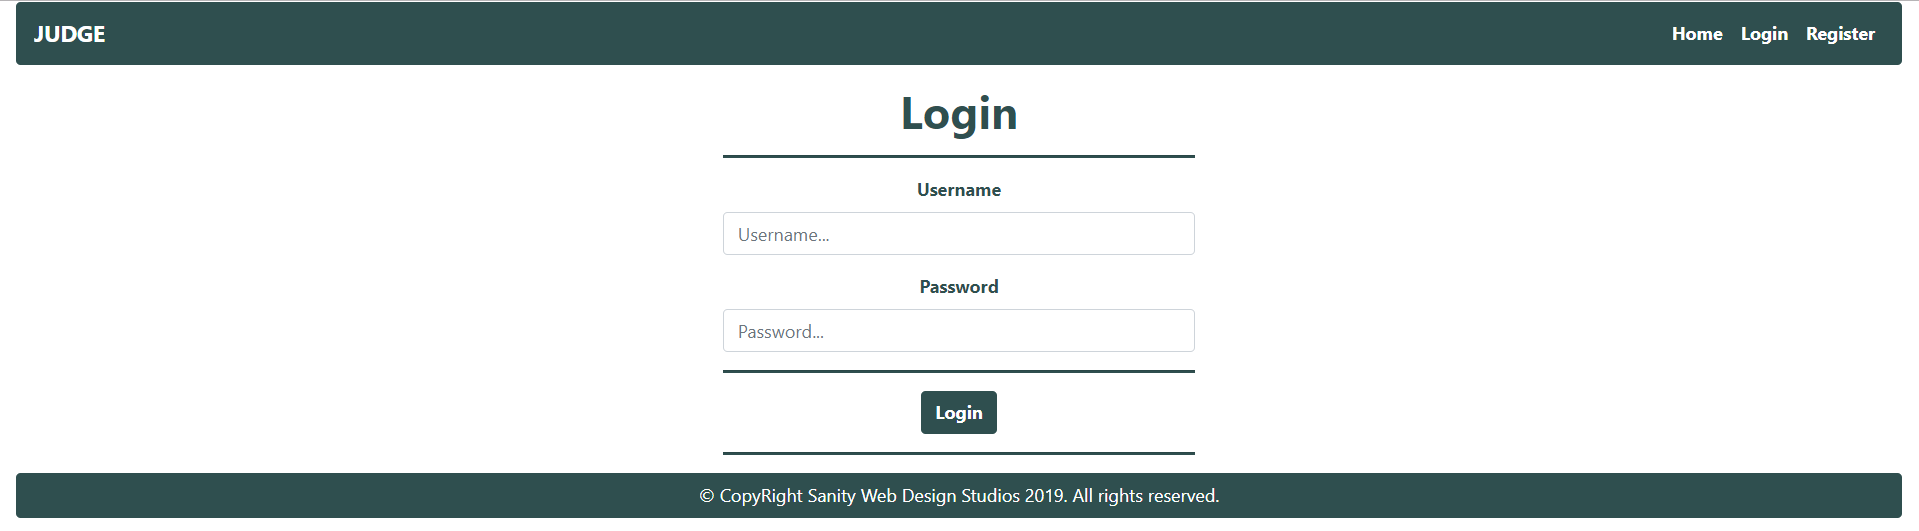 JUDGE
Home Login Register
Login
Username
Username...
Password
Password...
Login
© CopyRight Sanity Web Design Studios 2019. All rights reserved.